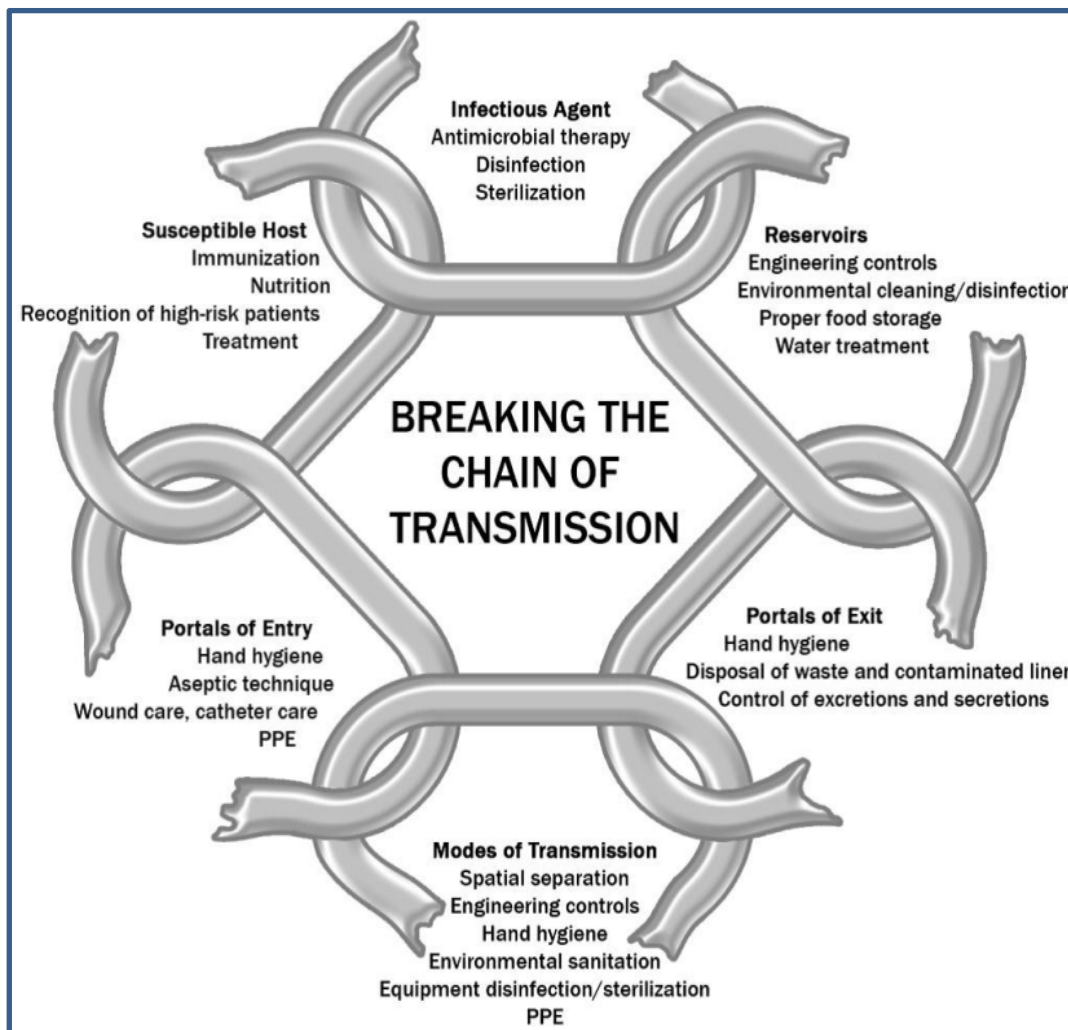 Infectious Agent
Antimicrobial therapy
Disinfection
Sterilization
Susceptible Host
Immunization
Nutrition
Recognition of high-risk patients
Treatment
Reservoirs
Engineering controls
Environmental cleaning/disinfection
Proper food storage
Water treatment
BREAKING THE
CHAIN OF
TRANSMISSION
Portals of Entry
Hand hygiene
Aseptic technique
Wound care, catheter care
PPE
Portals of Exit
Hand hygiene
Disposal of waste and contaminated liner
Control of excretions and secretions
Modes of Transmission
Spatial separation
Engineering controls
Hand hygiene
Environmental sanitation
Equipment disinfection/sterilization
PPE